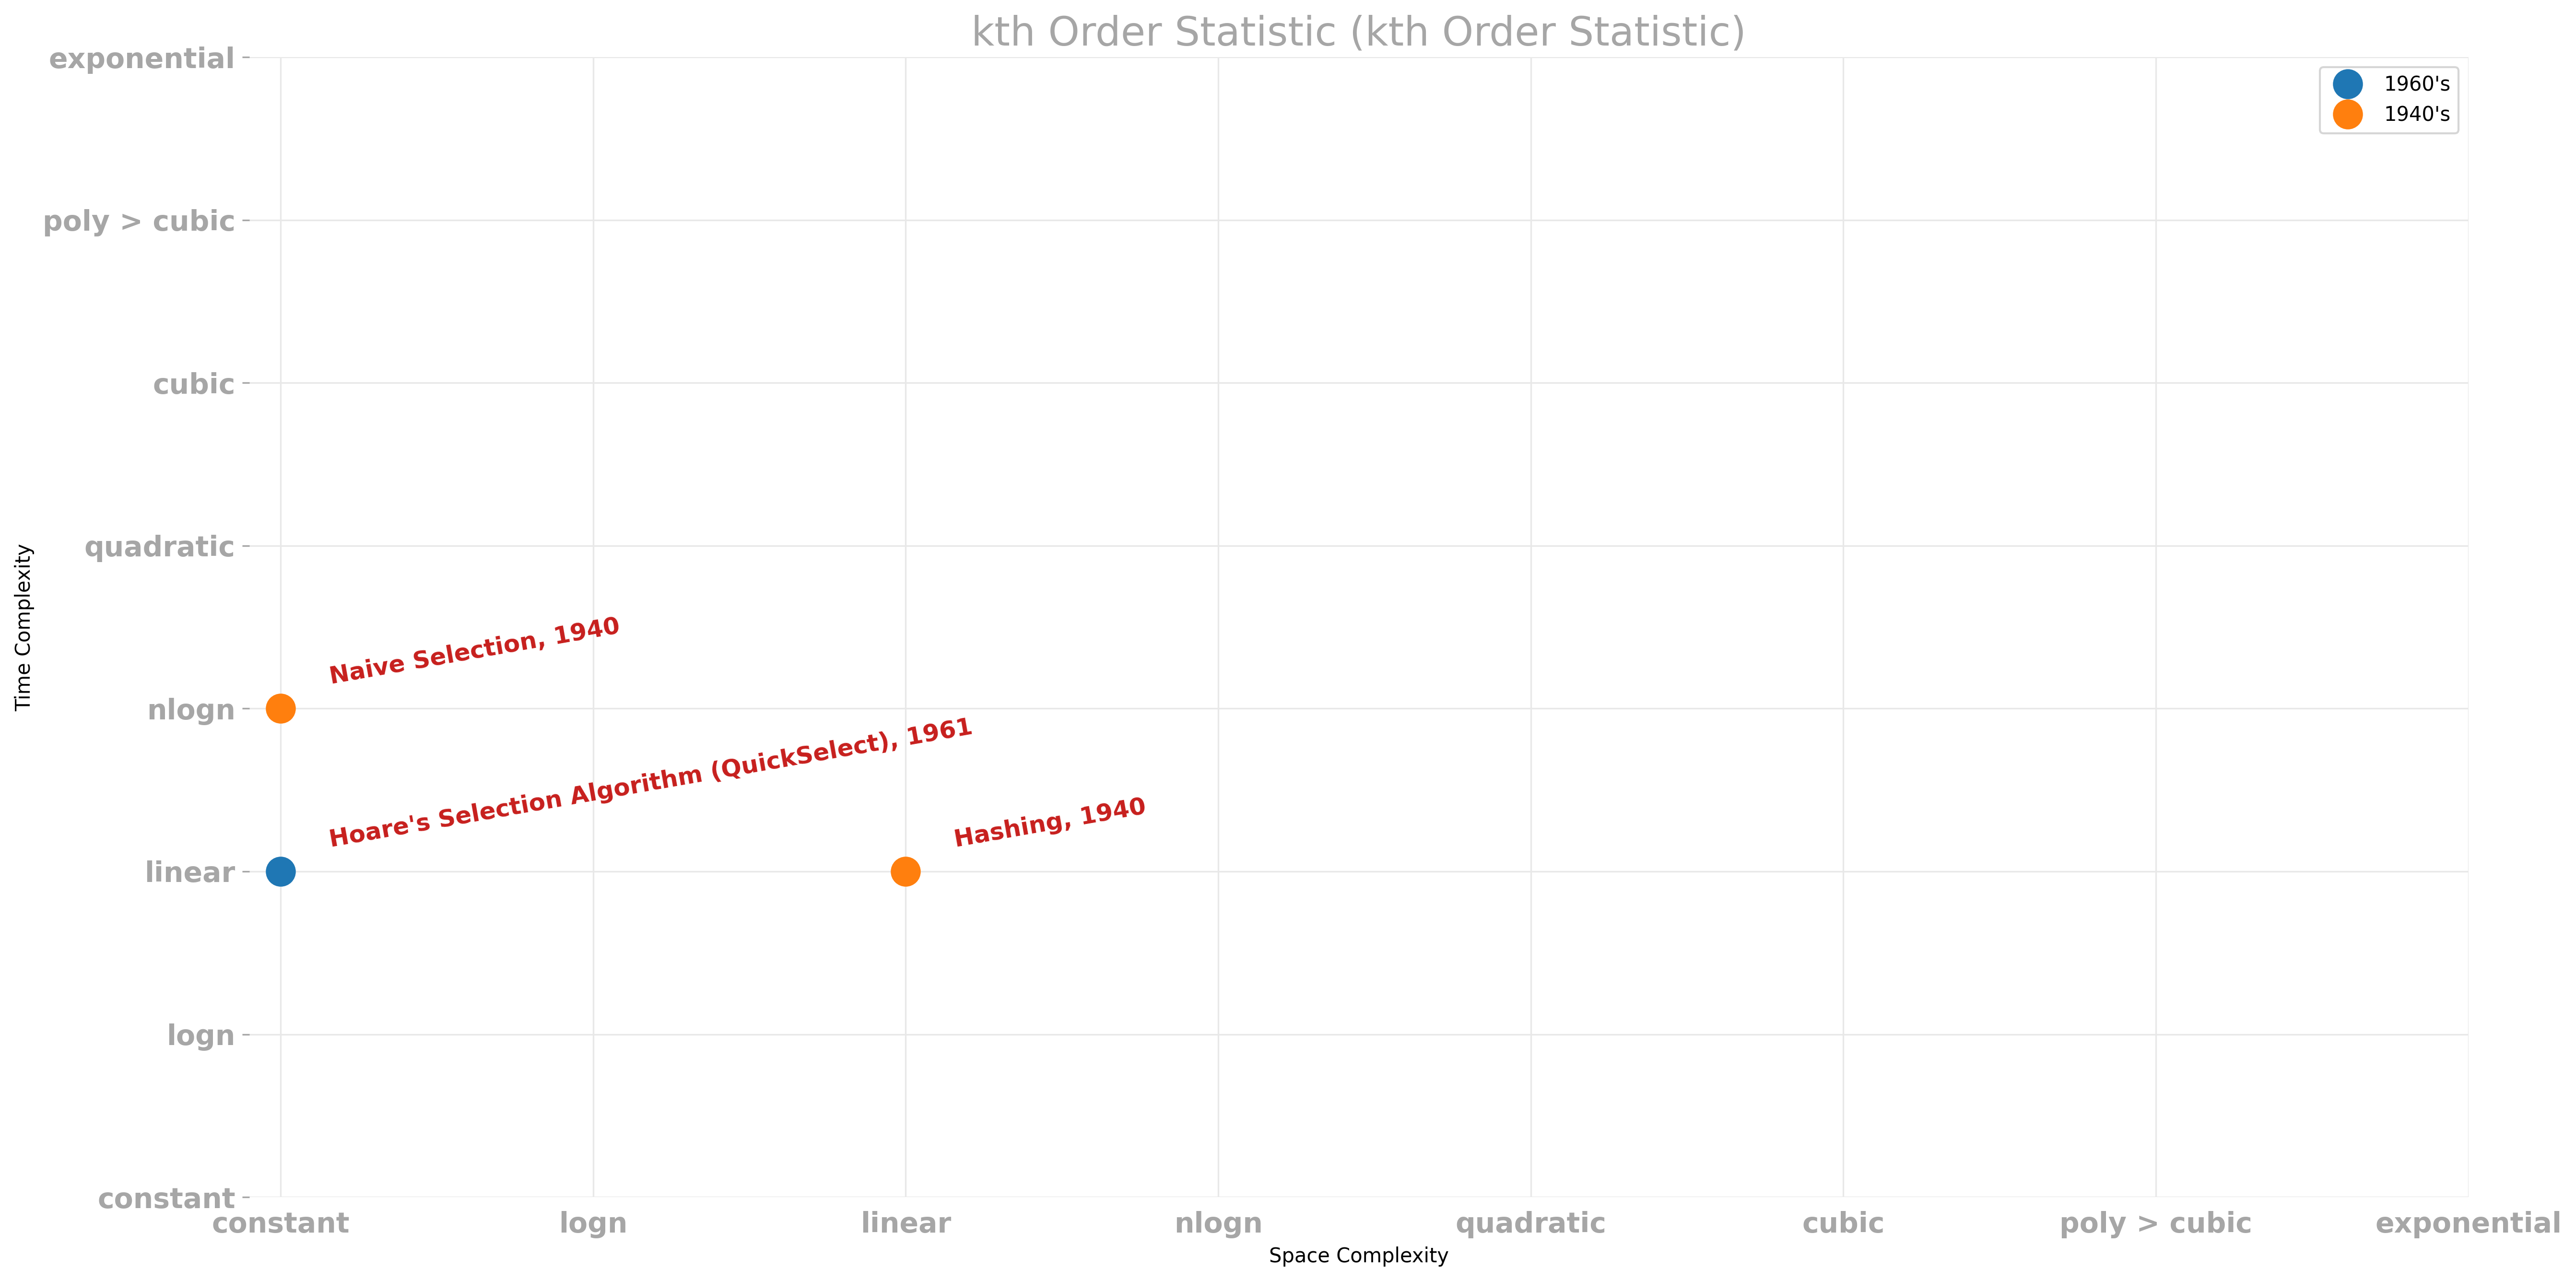 kth Order Statistic (kth Order Statistic)
exponential
1960's
1940's
poly > cubic
cubic
quadratic
Time Complexity
Naive Selection, 1940
nlogn
Hoare's Selection Algorithm (QuickSelect), 1961
Hashing, 1940
linear
logn
constant
constant logn linear nlogn quadratic cubic poly > cubic exponential
Space Complexity